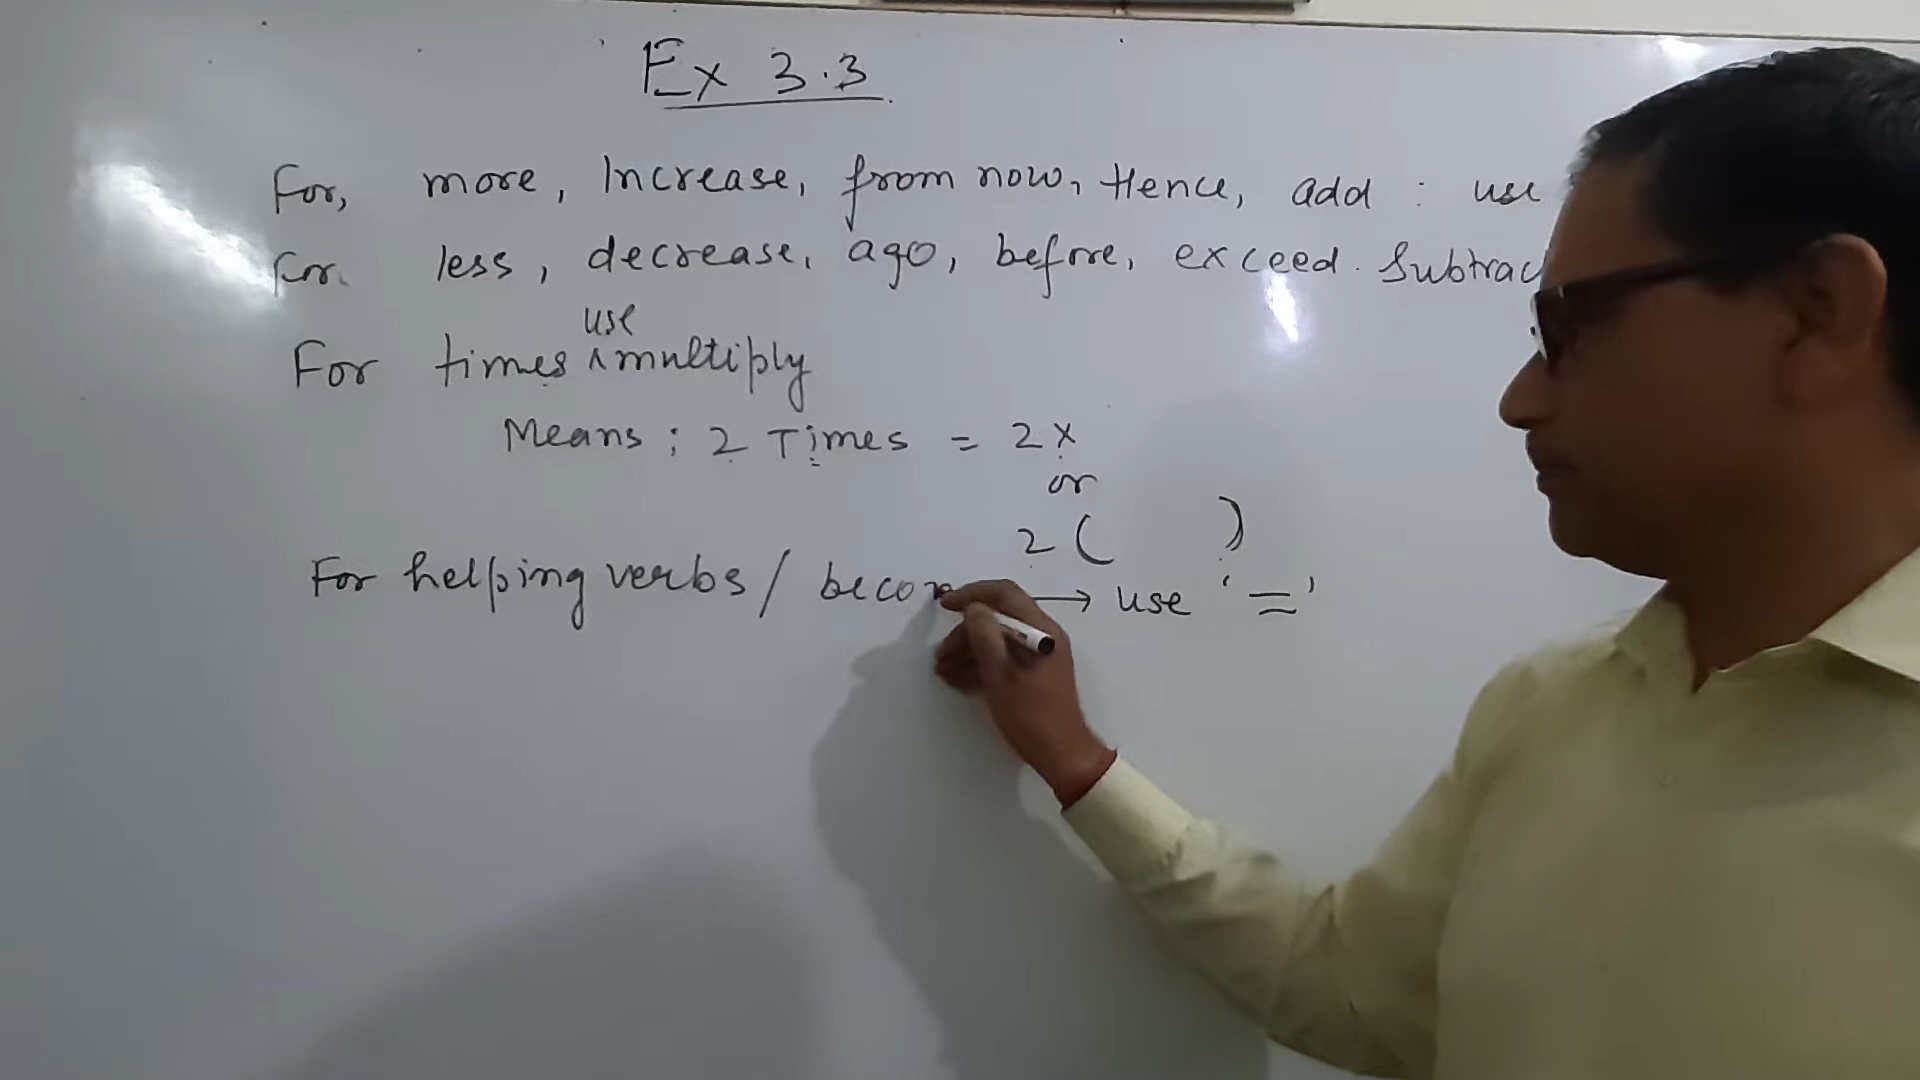 Ex 3.3
For, more, Increase, from now, Hence, add : use
For less, decrease, ago, before, exceed. Subtrac
use
For times ∧ multiply
Means : 2 Times = 2x
or
2 ( )
For helping verbs / becom → use '='